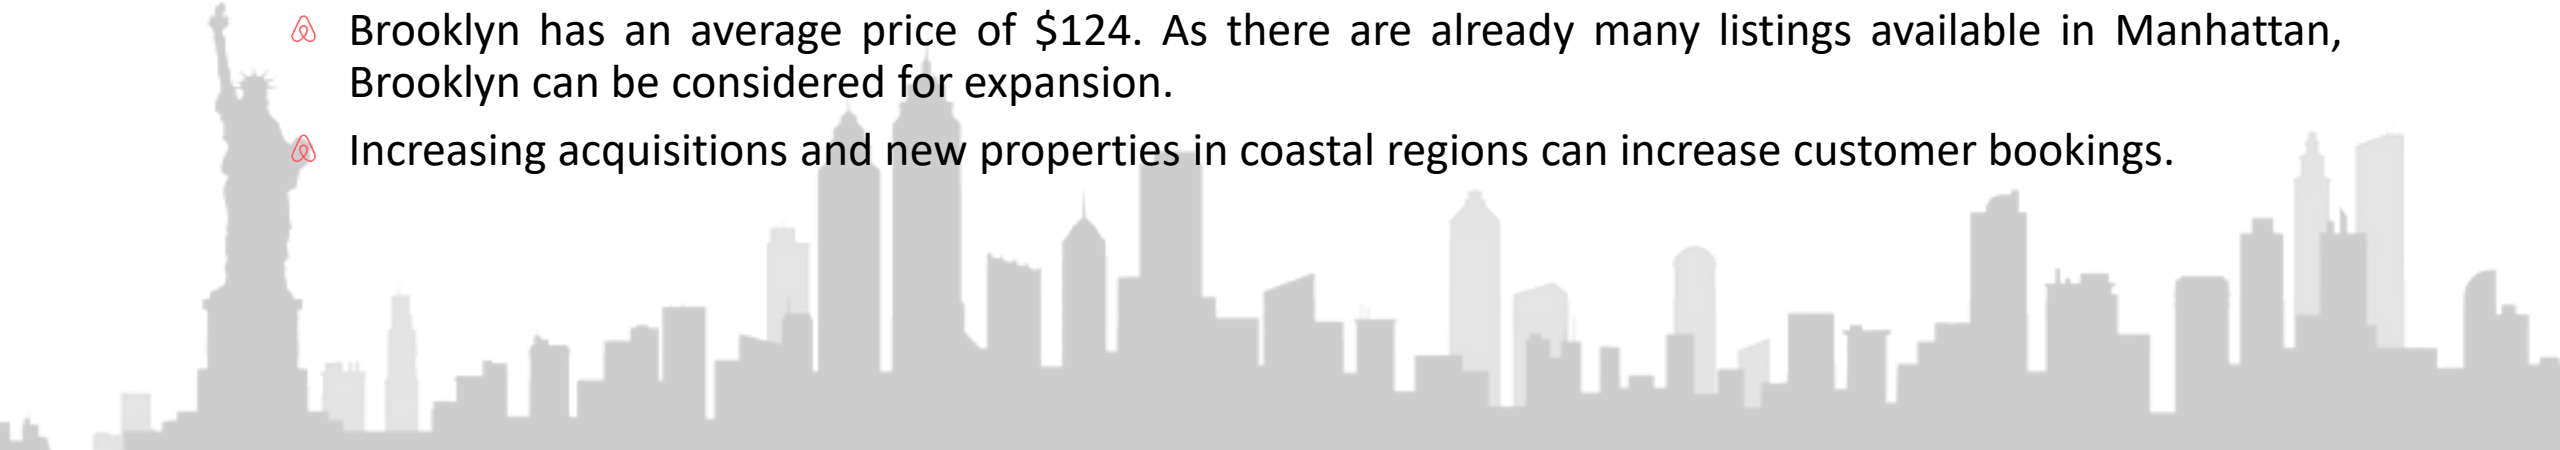 Brooklyn has an average price of $124. As there are already many listings available in Manhattan,
Brooklyn can be considered for expansion.
Increasing acquisitions and new properties in coastal regions can increase customer bookings.